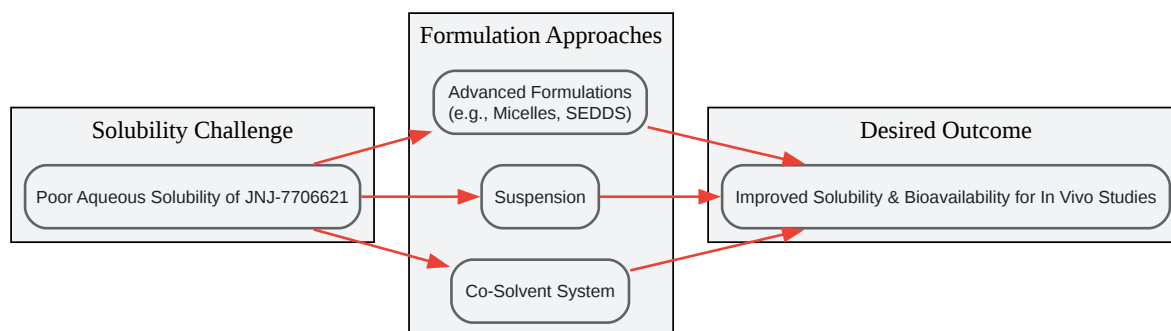 Solubility Challenge
Poor Aqueous Solubility of JNJ-7706621
Formulation Approaches
Advanced Formulations
(e.g., Micelles, SEDDS)
Suspension
Co-Solvent System
Desired Outcome
Improved Solubility & Bioavailability for In Vivo Studies